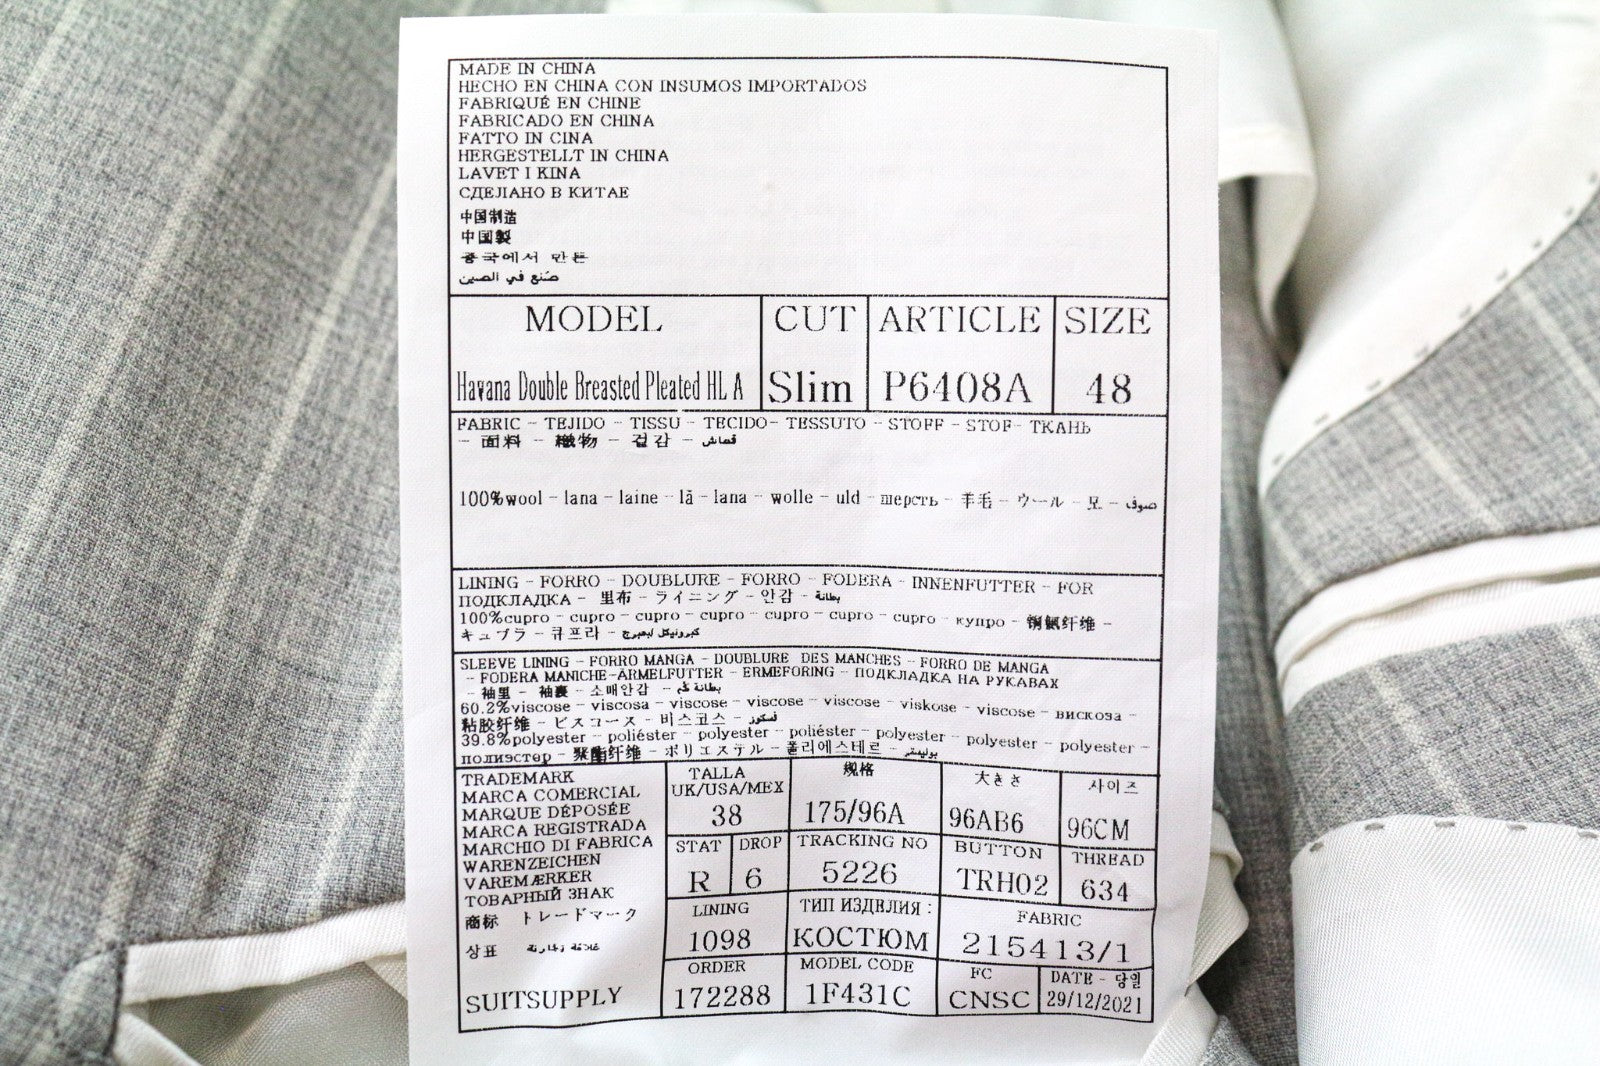 MADE IN CHINA
HECHO EN CHINA CON INSUMOS IMPORTADOS
FABRIQUÉ EN CHINE
FABRICADO EN CHINA
FATTO IN CINA
HERGESTELLT IN CHINA
LAVET I KINA
СДЕЛАНО В КИТАЕ
中国制造
中国製
중국에서 만든
صنع في الصين
MODEL CUT ARTICLE SIZE
Havana Double Breasted Pleated HL A Slim P6408A 48
FABRIC - TEJIDO - TISSU - TECIDO- TESSUTO - STOFF - STOF- ТКАНЬ
- 面料 - 織物 - 겉감 - قماش
100%wool - lana - laine - lã - lana - wolle - uld - шерсть - 羊毛 - ウール - 모 - صوف
LINING - FORRO - DOUBLURE - FORRO - FODERA - INNENFUTTER - FOR
ПОДКЛАДКА - 里布 - ライニング - 안감 - بطانة
100%cupro - cupro - cupro - cupro - cupro - cupro - cupro - купро - 铜氨纤维 -
キュプラ - 큐프라 -
SLEEVE LINING - FORRO MANGA - DOUBLURE DES MANCHES - FORRO DE MANGA
- FODERA MANICHE-ARMELFUTTER - ERMEFORING - ПОДКЛАДКА НА РУКАВАХ
- 袖里 - 袖裏 - 소매안감 - بطانة كم
60.2%viscose - viscosa - viscose - viscose - viscose - viskose - viscose - вискоза -
粘胶纤维 - ビスコース - 비스코스 - فسكوز
39.8%polyester - poliéster - polyester - poliéster - polyester - polyester - polyester -
полиэстер - 聚酯纤维 - ポリエステル - 폴리에스테르 - بوليستر
TRADEMARK
MARCA COMERCIAL
MARQUE DÉPOSÉE
MARCA REGISTRADA
MARCHIO DI FABRICA
WARENZEICHEN
VAREMÆRKER
ТОВАРНЫЙ ЗНАК
商标 トレードマーク
상표 علامة تجارية
SUITSUPPLY
TALLA 规格 大きさ 사이즈
UK/USA/MEX
38 175/96A 96AB6 96CM
STAT DROP TRACKING NO BUTTON THREAD
R 6 5226 TRH02 634
LINING ТИП ИЗДЕЛИЯ : FABRIC
1098 КОСТЮМ 215413/1
ORDER MODEL CODE FC DATE - 당일
172288 1F431C CNSC 29/12/2021